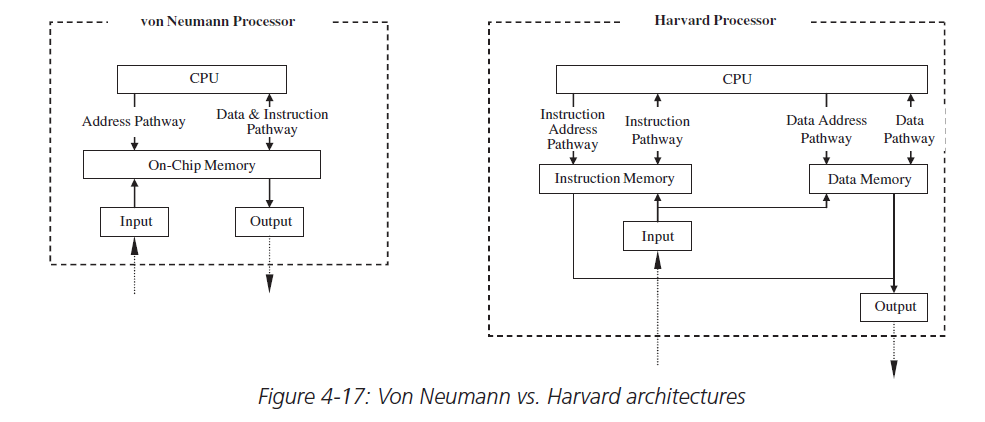 von Neumann Processor
CPU
Address Pathway
Data & Instruction
Pathway
On-Chip Memory
Input
Output
Harvard Processor
CPU
Instruction
Address
Pathway
Instruction
Pathway
Data Address
Pathway
Data
Pathway
Instruction Memory
Data Memory
Input
Output
Figure 4-17: Von Neumann vs. Harvard architectures